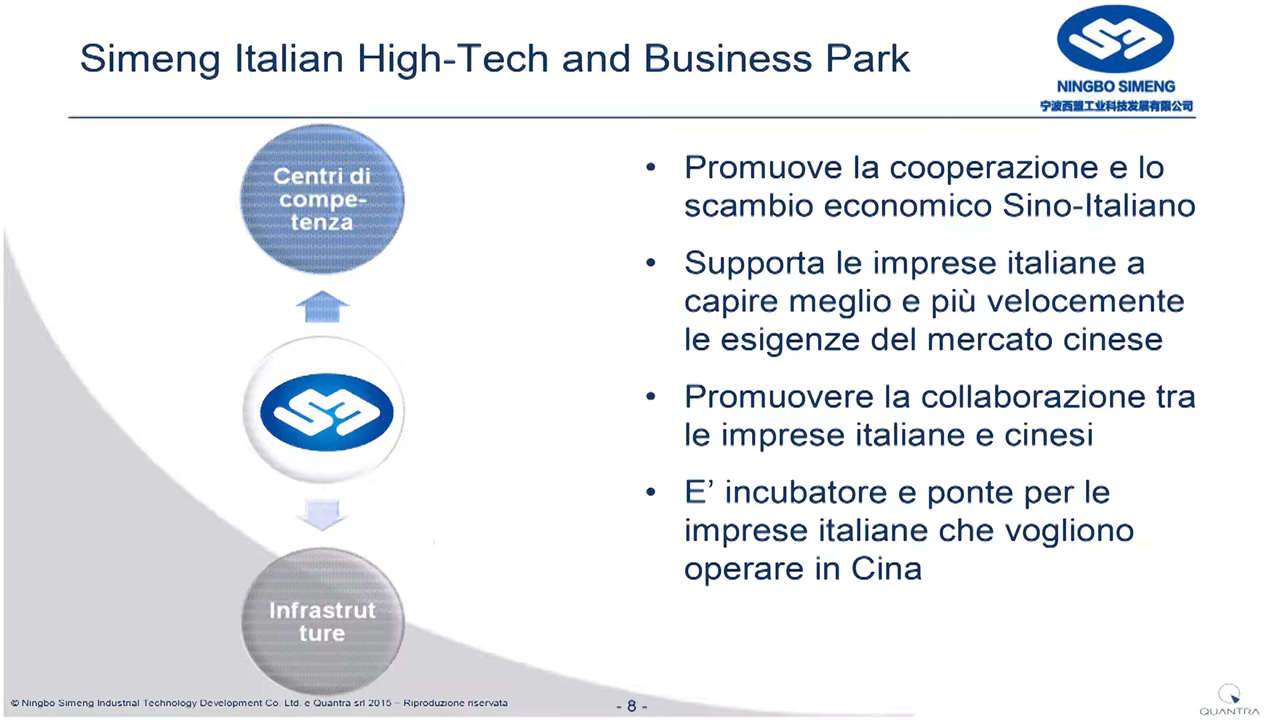 Simeng Italian High-Tech and Business Park
NINGBO SIMENG
宁波西盟工业科技发展有限公司
Centri di
compe-
tenza
Infrastrut
ture
• Promuove la cooperazione e lo
scambio economico Sino-Italiano
• Supporta le imprese italiane a
capire meglio e più velocemente
le esigenze del mercato cinese
• Promuovere la collaborazione tra
le imprese italiane e cinesi
• E’ incubatore e ponte per le
imprese italiane che vogliono
operare in Cina
© Ningbo Simeng Industrial Technology Development Co. Ltd. e Quantra srl 2015 – Riproduzione riservata
- 8 -
QUANTRA